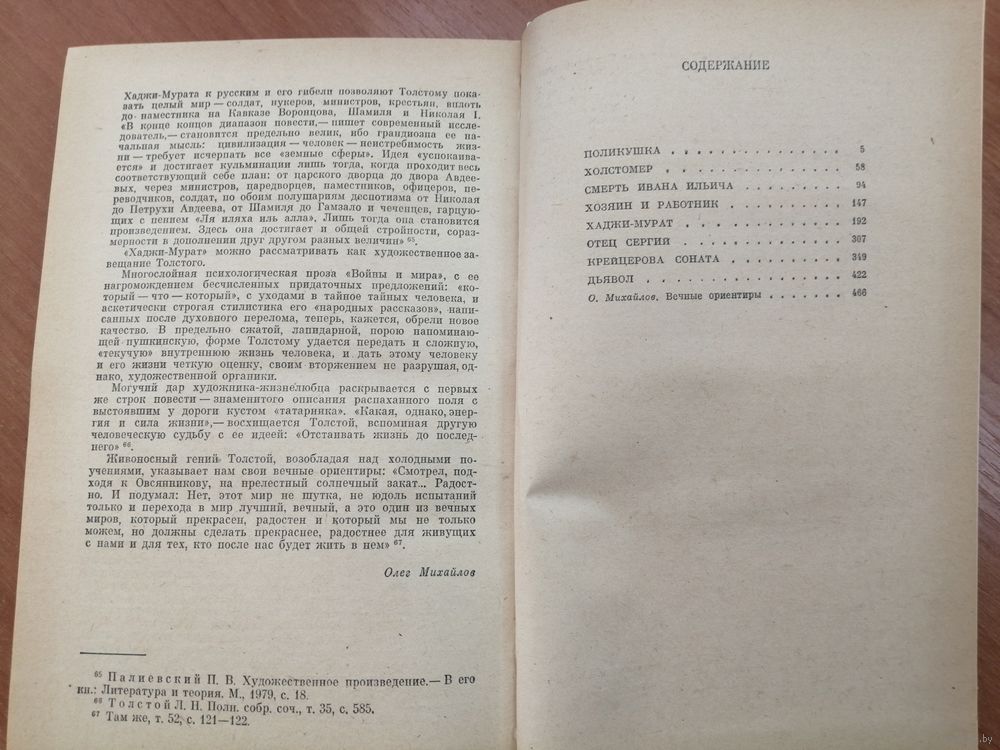 Хаджи-Мурата к русским и его гибели позволяют Толстому пока-
зать целый мир — солдат, нукеров, министров, крестьян, вплоть
до наместника на Кавказе Воронцова, Шамиля и Николая I.
«В конце концов диапазон повести,— пишет современный иссле-
дователь,— становится предельно велик, ибо грандиозна ее на-
чальная мысль: цивилизация — человек — неистребимость жиз-
ни — требует исчерпать все «земные сферы». Идея «успокаива-
ется» и достигает кульминации лишь тогда, когда проходит весь
соответствующий себе план: от царского дворца до двора Авдее-
вых, через министров, царедворцев, наместников, офицеров, пе-
реводчиков, солдат, по обоим полушариям деспотизма от Николая
до Петрухи Авдеева, от Шамиля до Гамзало и чеченцев, гарцую-
щих с пением «Ля иляха иль алла». Лишь тогда она становится
произведением. Здесь она достигает и общей стройности, сораз-
мерности в дополнении друг другом разных величин» 65.
«Хаджи-Мурат» можно рассматривать как художественное за-
вещание Толстого.
Многослойная психологическая проза «Войны и мира», с ее
нагромождением бесчисленных придаточных предложений: «ко-
торый — что — который», с уходами в тайное тайных человека, и
аскетически строгая стилистика его «народных рассказов», напи-
санных после духовного перелома, теперь, кажется, обрели новое
качество. В предельно сжатой, лапидарной, порою напоминаю-
щей пушкинскую, форме Толстому удается передать и сложную,
«текучую» внутреннюю жизнь человека, и дать этому человеку
и его жизни четкую оценку, своим вторжением не разрушая, од-
нако, художественной органики.
Могучий дар художника-жизнелюбца раскрывается с первых
же строк повести — знаменитого описания распаханного поля с
выстоявшим у дороги кустом «татарника». «Какая, однако, энер-
гия и сила жизни»,— восхищается Толстой, вспоминая другую
человеческую судьбу с ее идеей: «Отстаивать жизнь до послед-
него» 66.
Живоносный гений Толстой, возобладая над холодными по-
учениями, указывает нам свои вечные ориентиры: «Смотрел, под-
ходя к Овсянникову, на прелестный солнечный закат... Радост-
но. И подумал: Нет, этот мир не шутка, не юдоль испытаний
только и перехода в мир лучший, вечный, а это один из вечных
миров, который прекрасен, радостен и который мы не только
можем, но должны сделать прекраснее, радостнее для живущих
с нами и для тех, кто после нас будет жить в нем» 67.
Олег Михайлов
65 Палиевский П. В. Художественное произведение.— В его
кн.: Литература и теория. М., 1979, с. 18.
66 Толстой Л. Н. Полн. собр. соч., т. 35, с. 585.
67 Там же, т. 52, с. 121—122.
СОДЕРЖАНИЕ
ПОЛИКУШКА . . . . . . . . . . . . . . 5
ХОЛСТОМЕР . . . . . . . . . . . . . . 58
СМЕРТЬ ИВАНА ИЛЬИЧА . . . . . . . . . 94
ХОЗЯИН И РАБОТНИК . . . . . . . . . . 147
ХАДЖИ-МУРАТ . . . . . . . . . . . . . 192
ОТЕЦ СЕРГИЙ . . . . . . . . . . . . . 307
КРЕЙЦЕРОВА СОНАТА . . . . . . . . . . 349
ДЬЯВОЛ . . . . . . . . . . . . . . . 422
О. Михайлов. Вечные ориентиры . . . . . . . 466